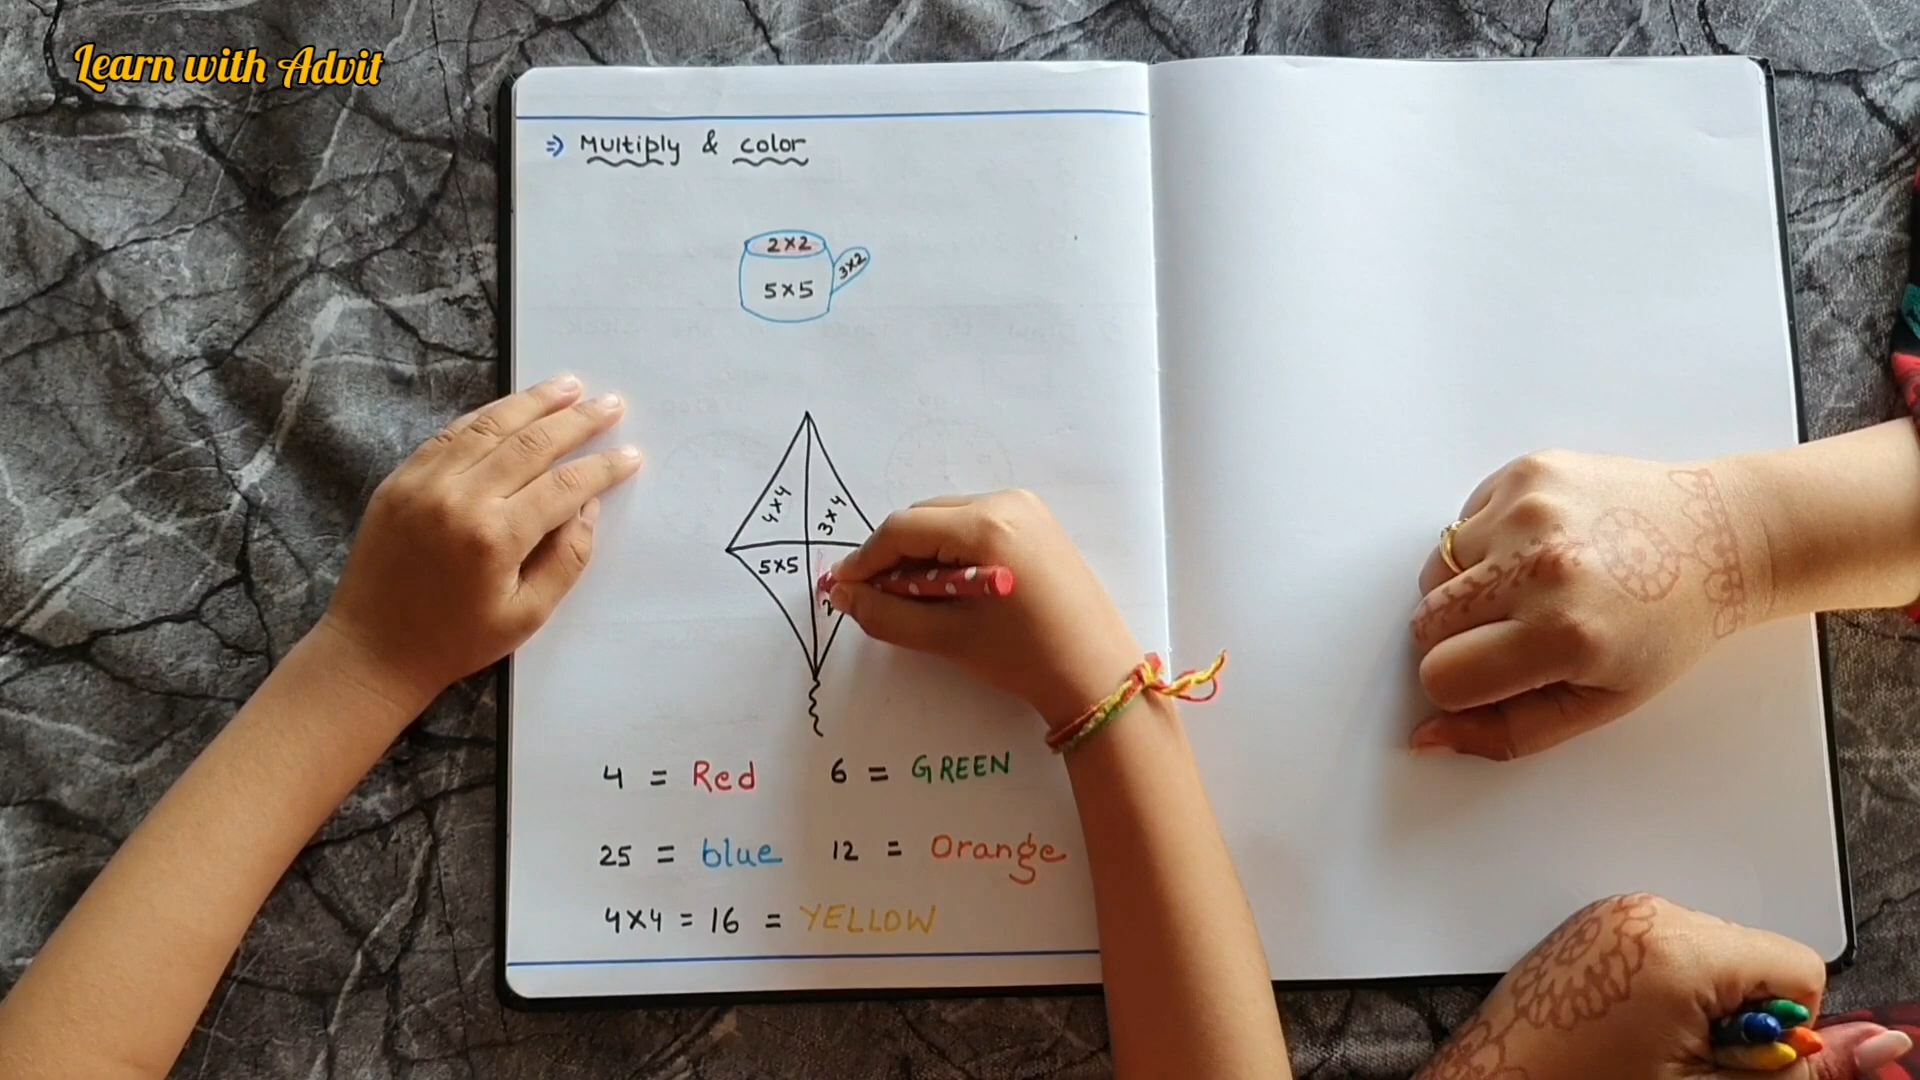 Learn with Advit
⇒ Multiply & color
2×2
3×2
5×5
4×4
3×4
5×5
2
4 = Red 6 = GREEN
25 = blue 12 = Orange
4×4 = 16 = YELLOW